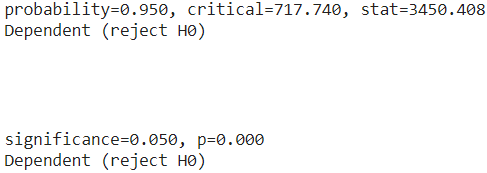 probability=0.950, critical=717.740, stat=3450.408
Dependent (reject H0)
significance=0.050, p=0.000
Dependent (reject H0)